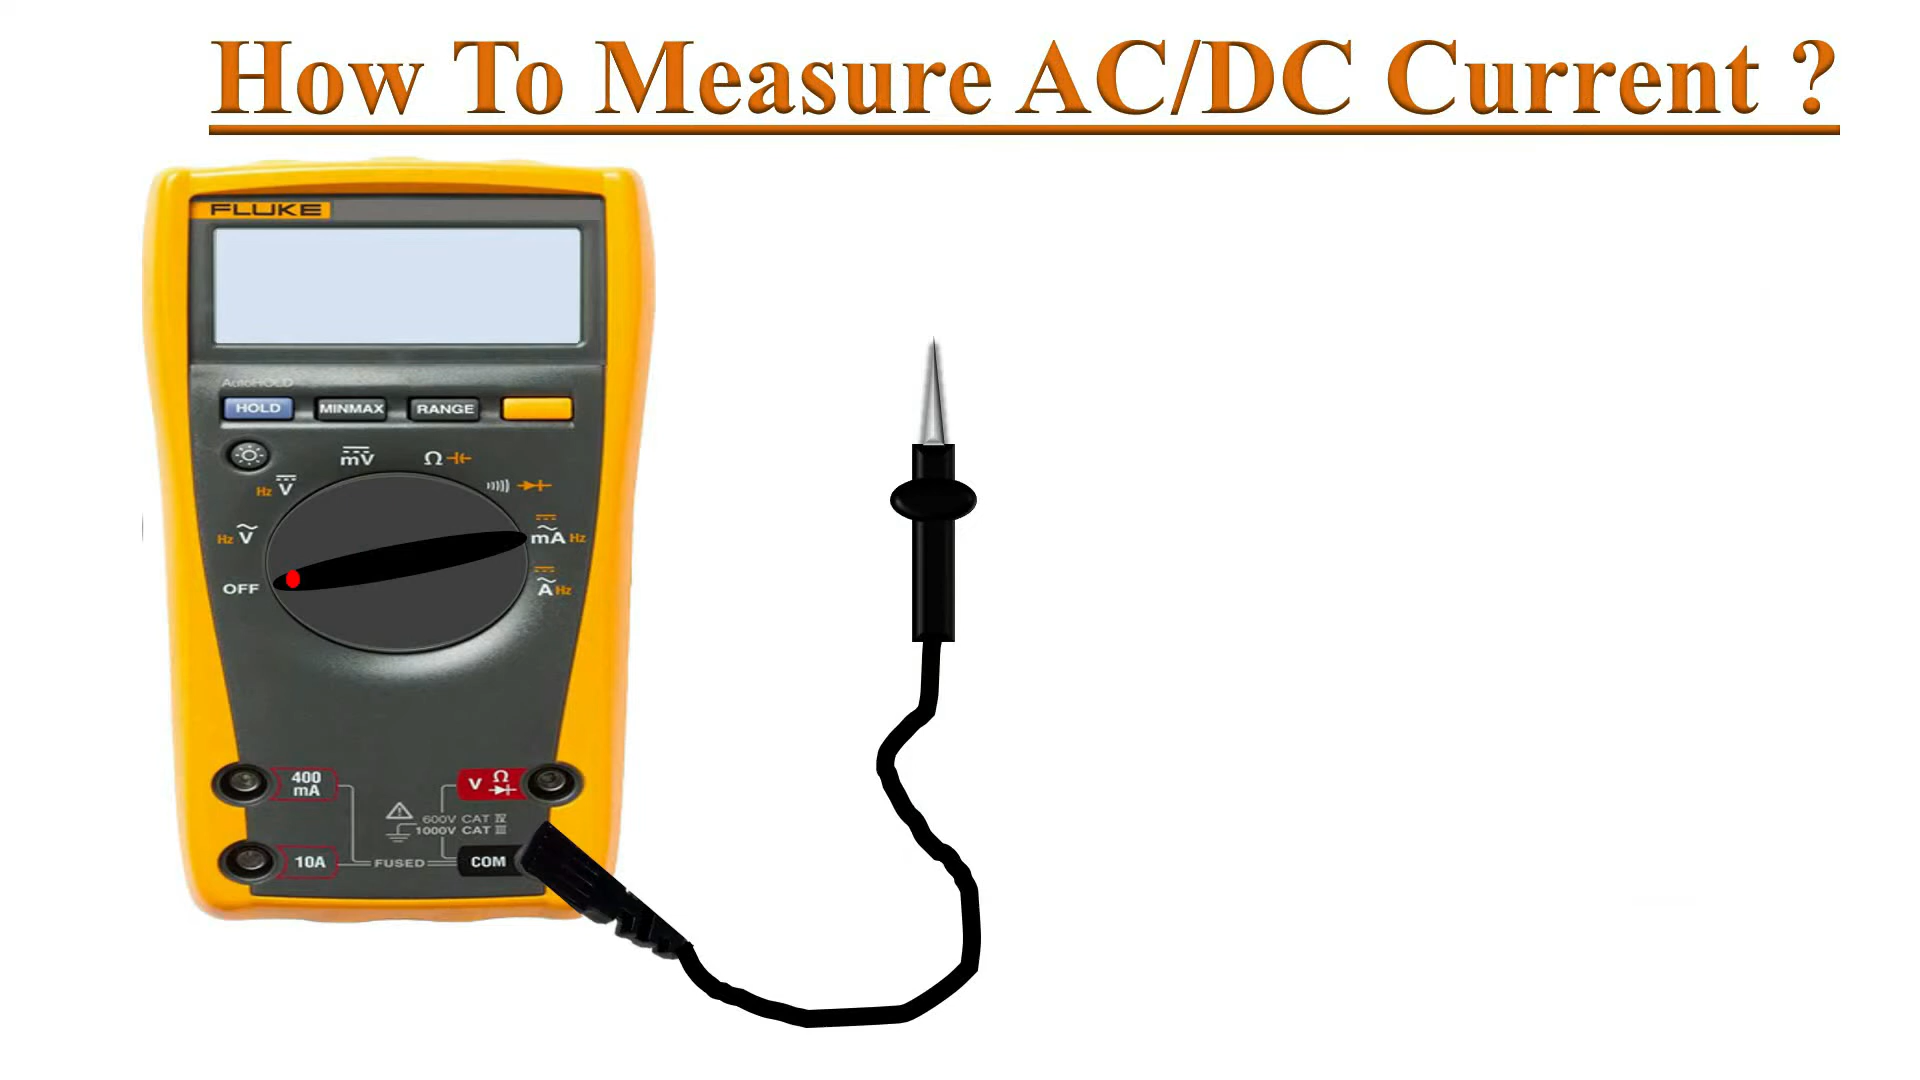 How To Measure AC/DC Current ?
FLUKE
AutoHOLD
HOLD MINMAX RANGE
mV Ω
Hz V
Hz V mA Hz
OFF A Hz
400 mA V Ω
600V CAT IV
1000V CAT III
10A FUSED COM